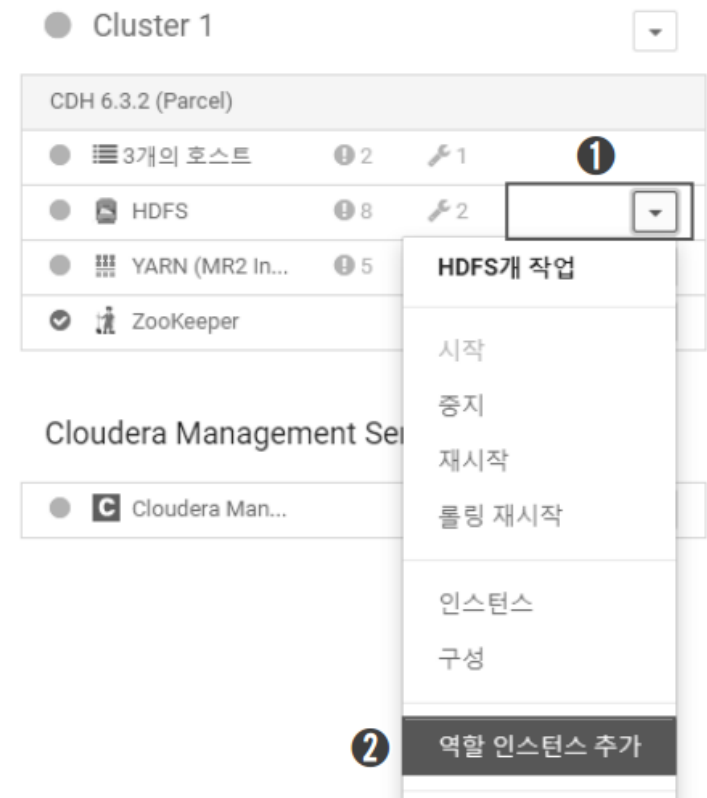 Cluster 1
CDH 6.3.2 (Parcel)
3개의 호스트 2 1
1
HDFS 8 2
YARN (MR2 In... 5
HDFS개 작업
ZooKeeper
시작
중지
Cloudera Management Ser
재시작
Cloudera Man...
롤링 재시작
인스턴스
구성
2 역할 인스턴스 추가